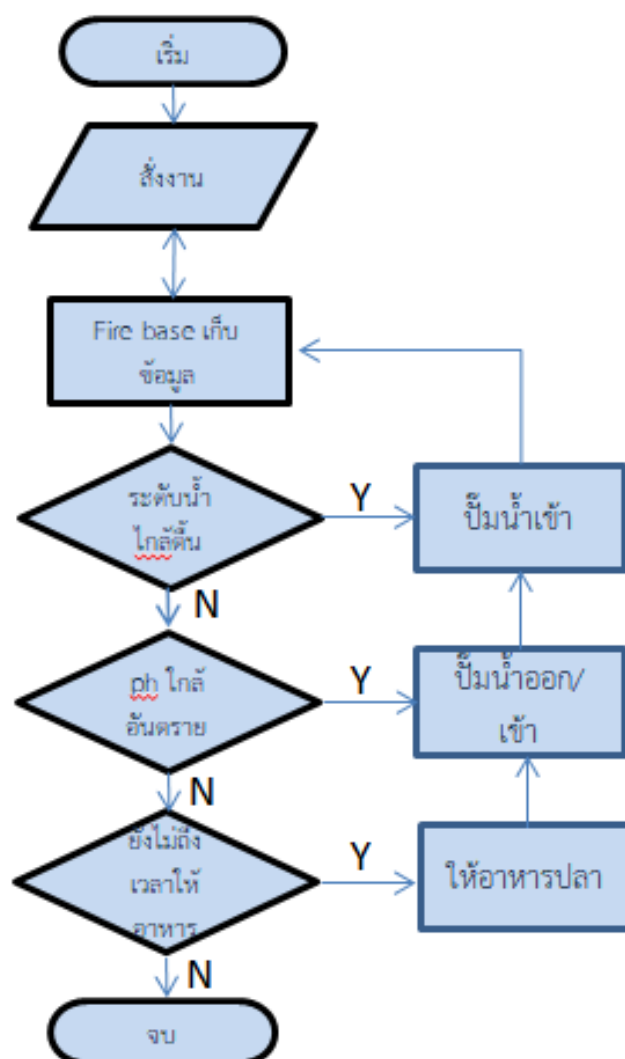 เริ่ม
สั่งงาน
Fire base เก็บ
ข้อมูล
ระดับน้ำ
ไกล้ตื้น
Y
ปั๊มน้ำเข้า
N
ph ใกล้
อันตราย
Y
ปั๊มน้ำออก/
เข้า
N
ยังไม่ถึง
เวลาให้
อาหาร
Y
ให้อาหารปลา
N
จบ